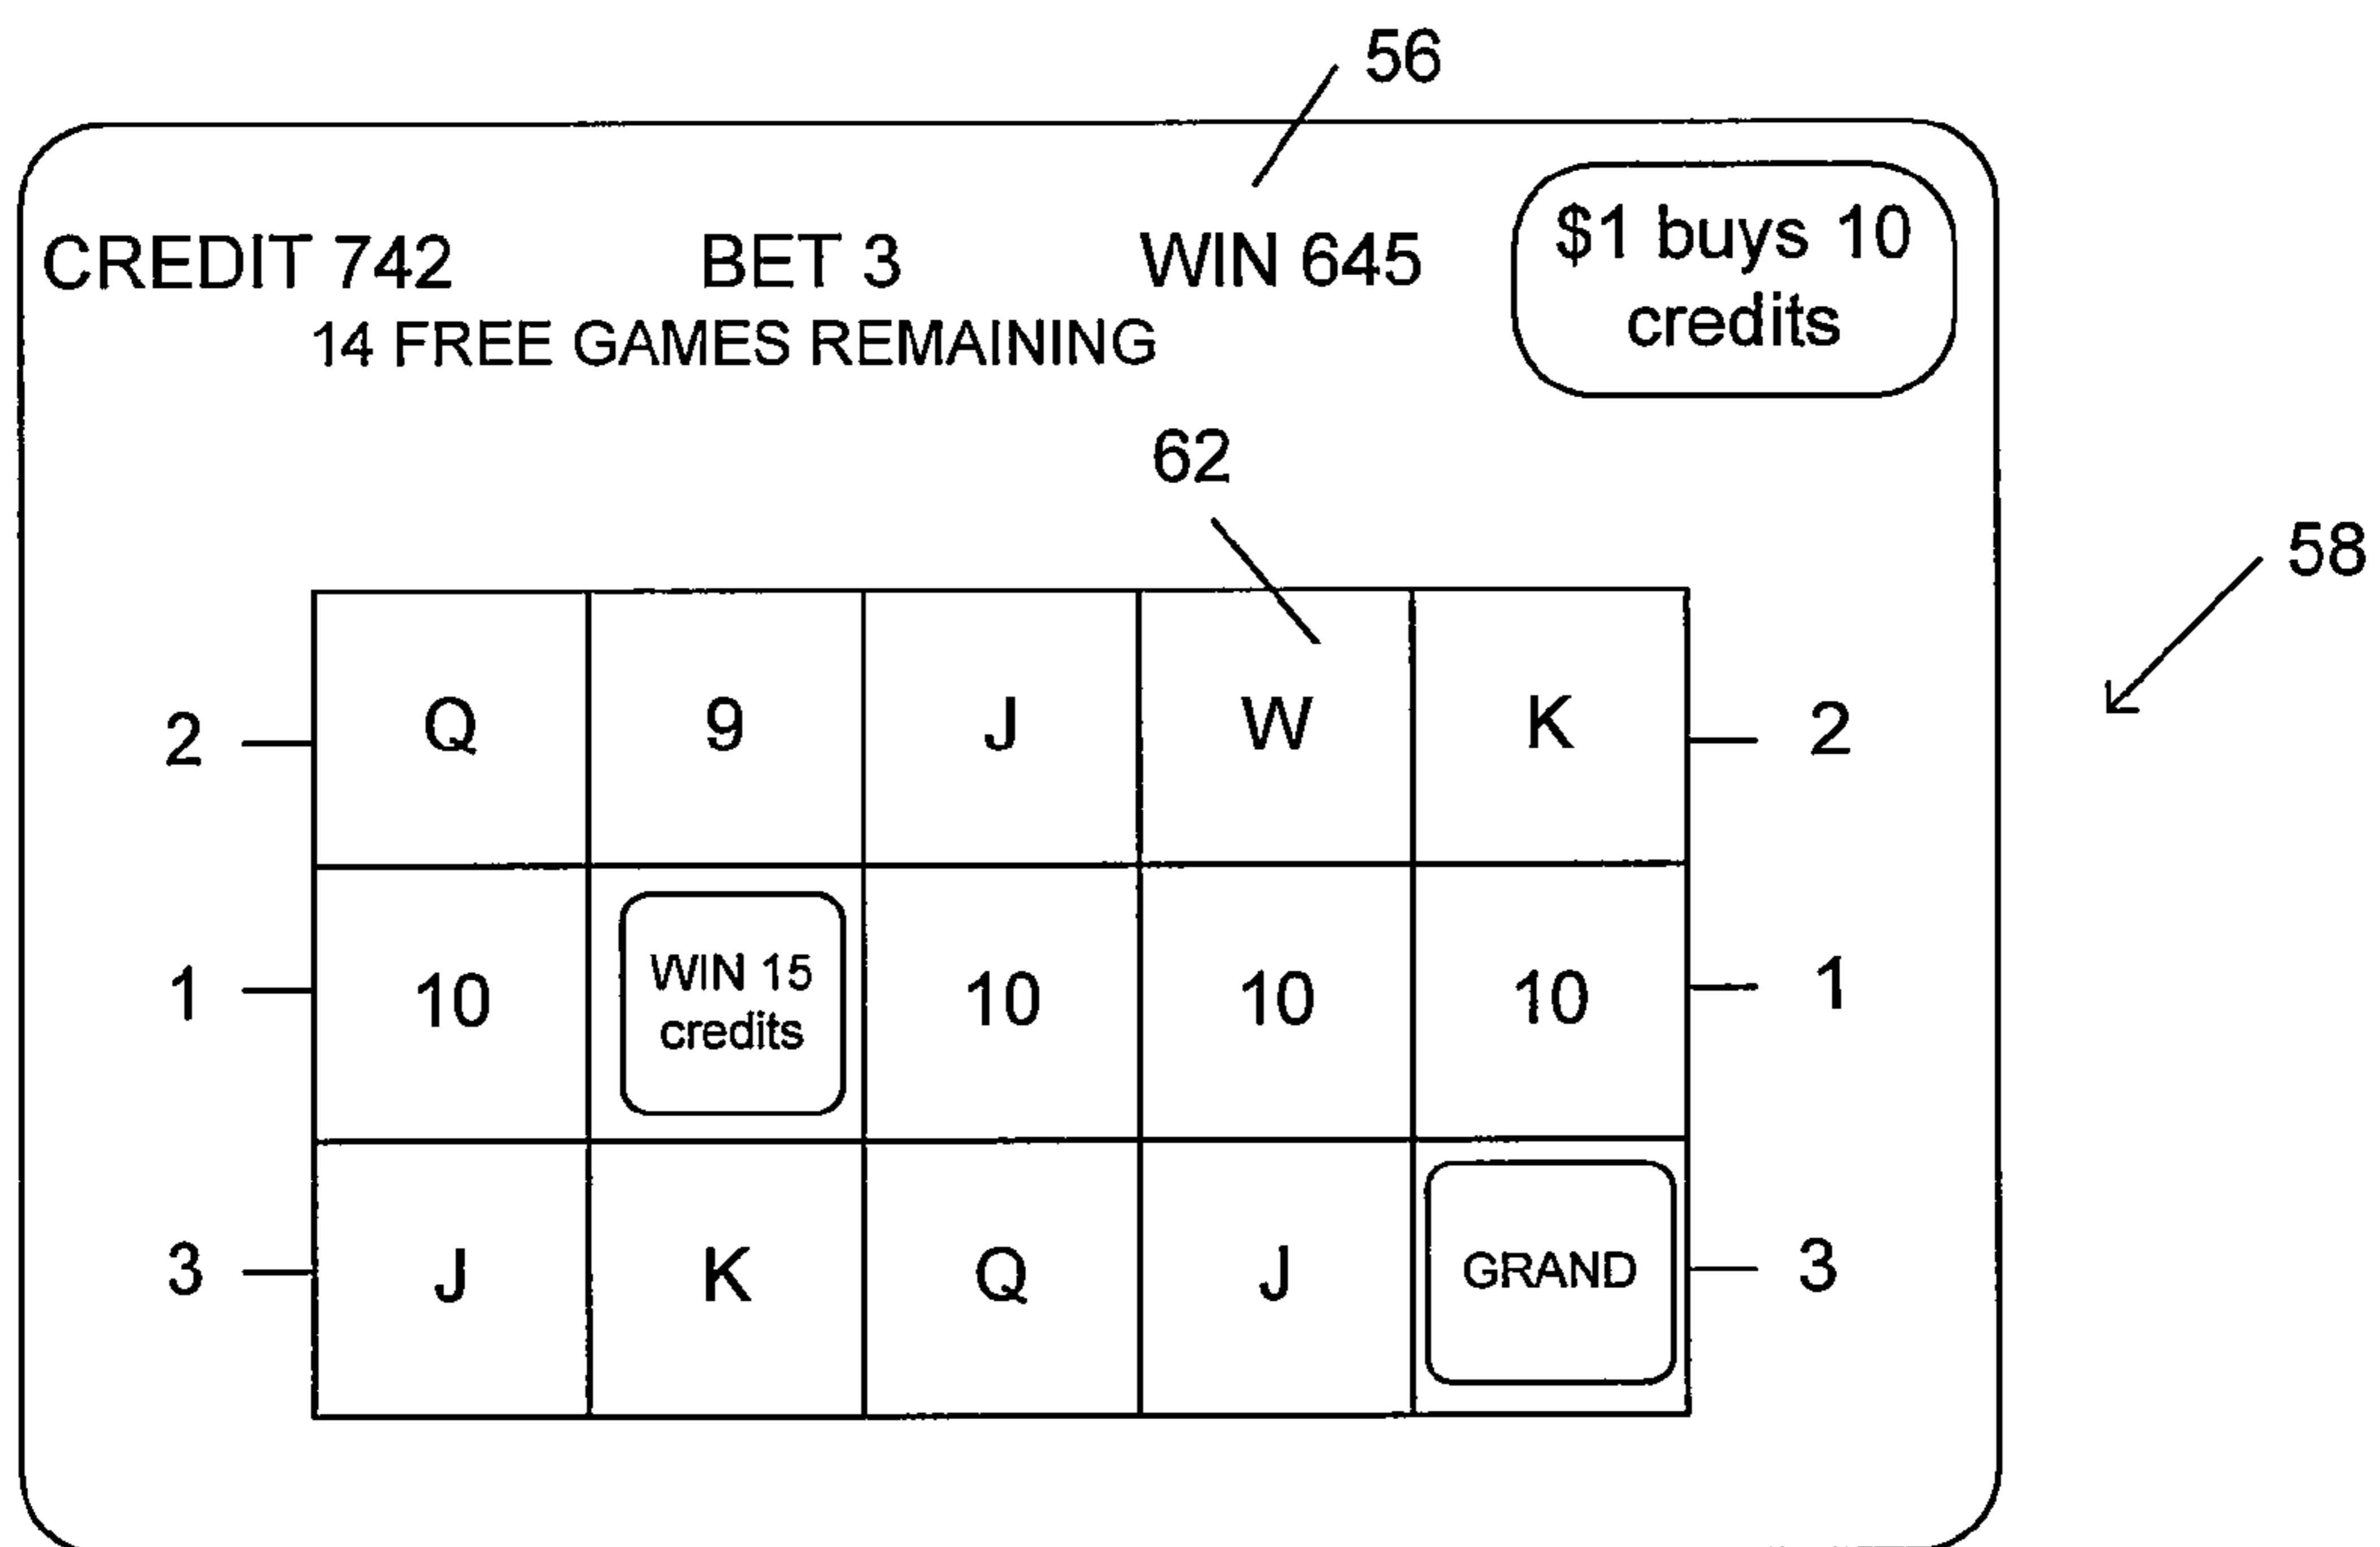 56
CREDIT 742 BET 3 WIN 645
$1 buys 10
credits
14 FREE GAMES REMAINING
62
58
2 Q 9 J W K 2
1 10 WIN 15
credits 10 10 10 1
3 J K Q J GRAND 3